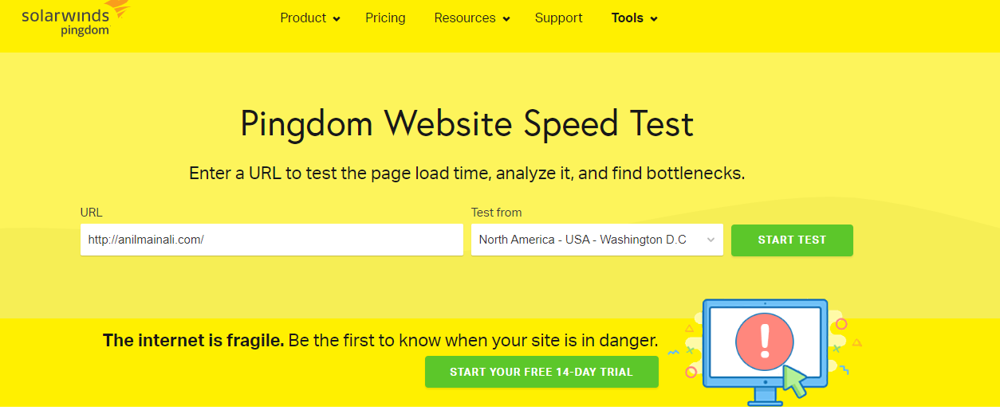 solarwinds
pingdom
Product Pricing Resources Support Tools
Pingdom Website Speed Test
Enter a URL to test the page load time, analyze it, and find bottlenecks.
URL Test from
http://anilmainali.com/ North America - USA - Washington D.C START TEST
The internet is fragile. Be the first to know when your site is in danger.
START YOUR FREE 14-DAY TRIAL
!